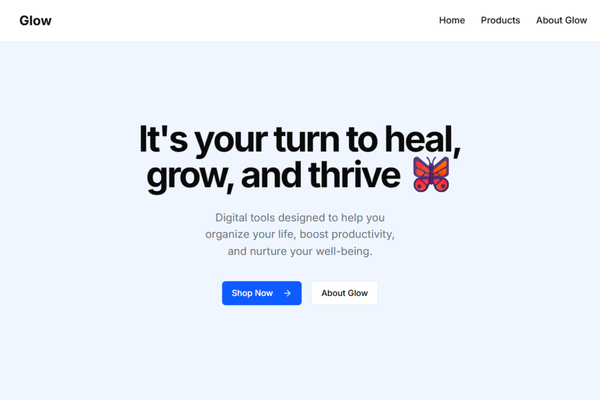 Glow
Home Products About Glow
It's your turn to heal,
grow, and thrive
Digital tools designed to help you
organize your life, boost productivity,
and nurture your well-being.
Shop Now → About Glow